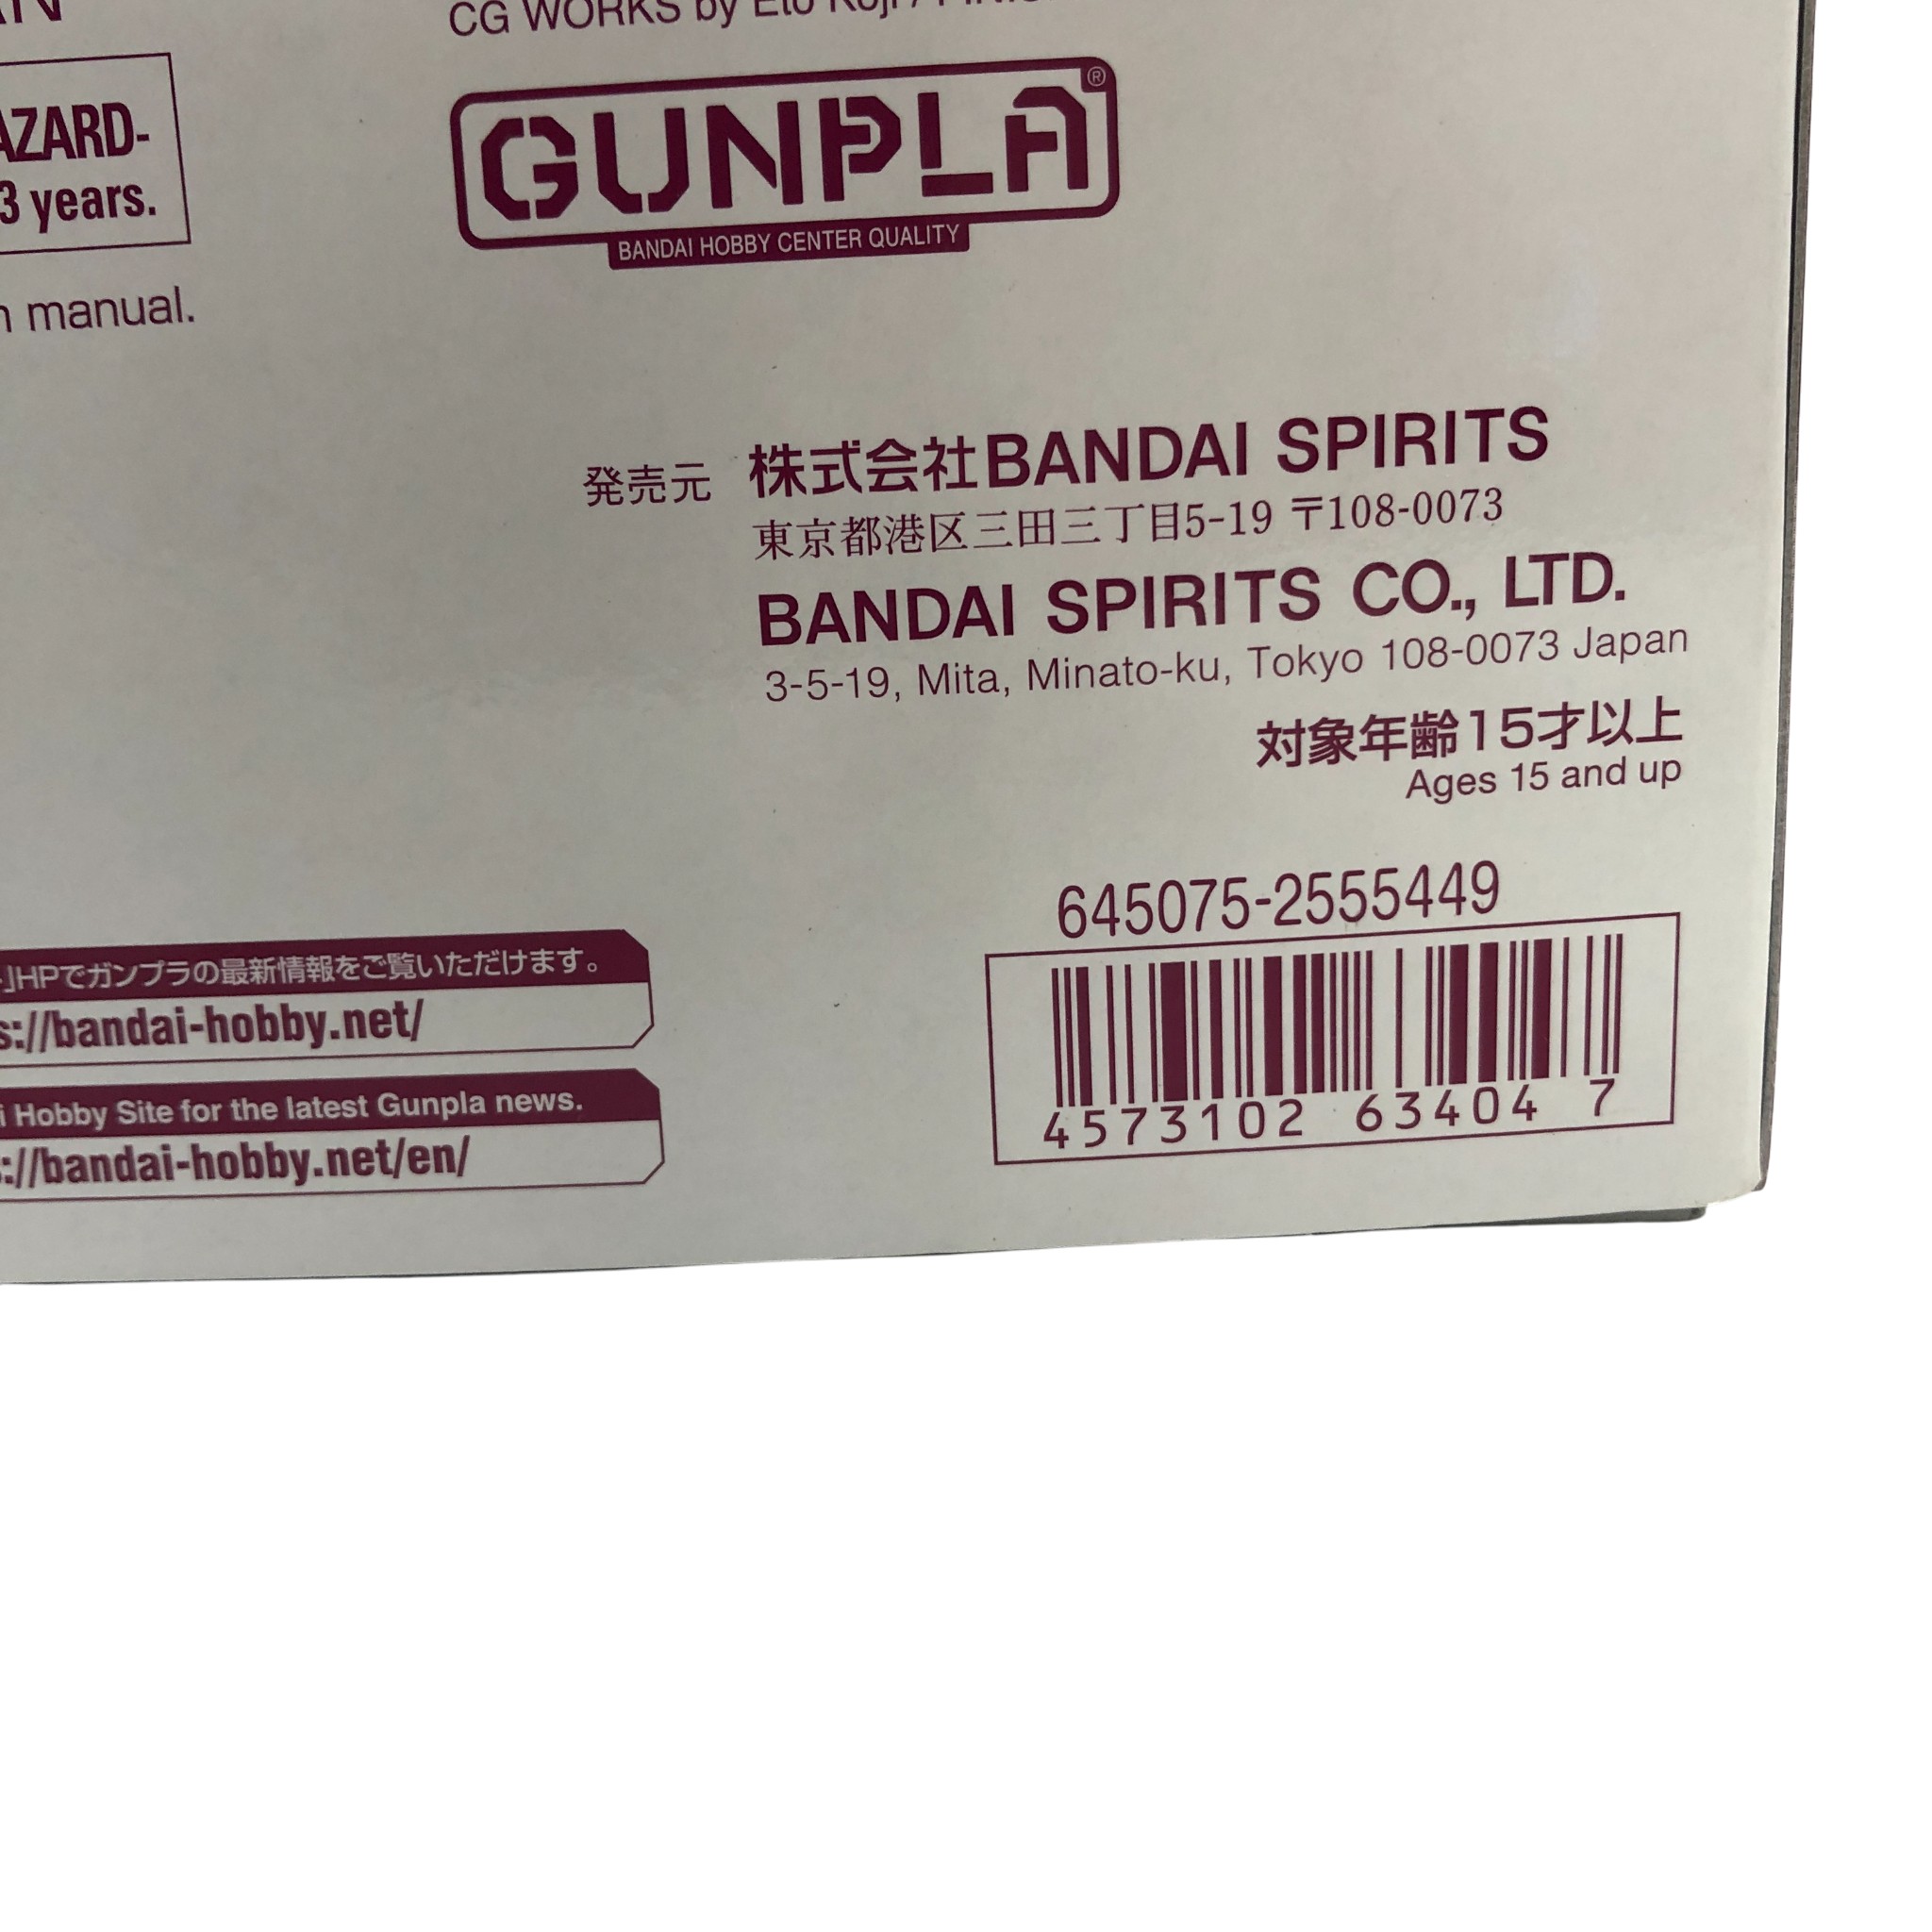 CG WORKS by Eto Koji /
AZARD-
3 years.
manual.
GUNPLA®
BANDAI HOBBY CENTER QUALITY
発売元 株式会社BANDAI SPIRITS
東京都港区三田三丁目5-19 〒108-0073
BANDAI SPIRITS CO., LTD.
3-5-19, Mita, Minato-ku, Tokyo 108-0073 Japan
対象年齢15才以上
Ages 15 and up
」HPでガンプラの最新情報をご覧いただけます。
s://bandai-hobby.net/
i Hobby Site for the latest Gunpla news.
://bandai-hobby.net/en/
645075-2555449
4573102 63404 7